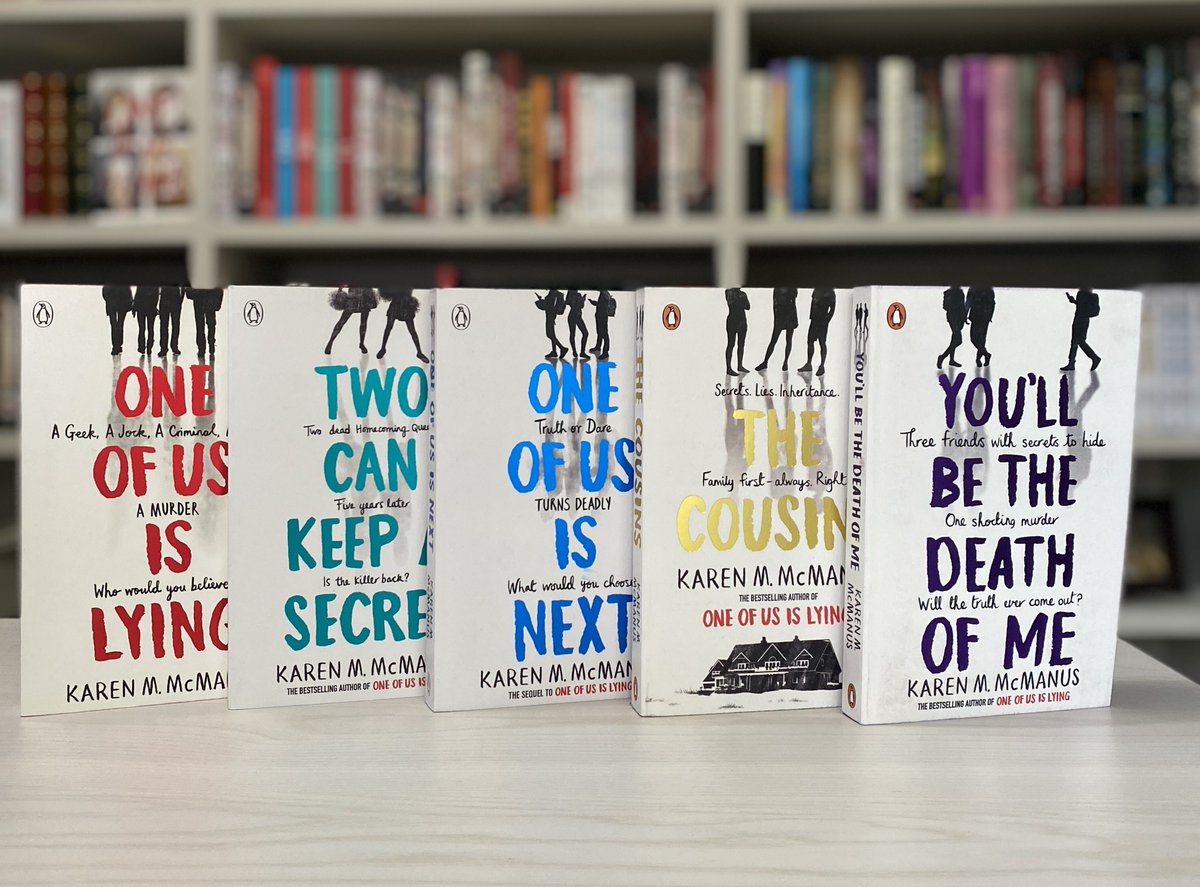 ONE
A Geek, A Jock, A Criminal,
OF US
A MURDER
IS
Who would you believe
LYING
KAREN M. McMAN
TWO
Two dead Homecoming Quee
CAN
Five years later
KEEP A
Is the killer back?
SECRE
KAREN M. McMA
THE BESTSELLING AUTHOR OF ONE OF US IS LYING
ONE OF US IS NEXT
ONE
Truth or Dare
OF US
TURNS DEADLY
IS
What would you choose
NEXT
KAREN M. McMAN
THE SEQUEL TO ONE OF US IS LYING
THE COUSINS
KAREN M. McMANUS
Secrets. Lies. Inheritance.
THE
Family first – always. Right
COUSIN
KAREN M. McMAN
THE BESTSELLING AUTHOR OF
ONE OF US IS LYING
YOU'LL BE THE DEATH OF ME
KAREN M. McMANUS
YOU'LL
Three friends with secrets to hide
BE THE
One shocking murder
DEATH
Will the truth ever come out?
OF ME
KAREN M. McMANUS
THE BESTSELLING AUTHOR OF ONE OF US IS LYING